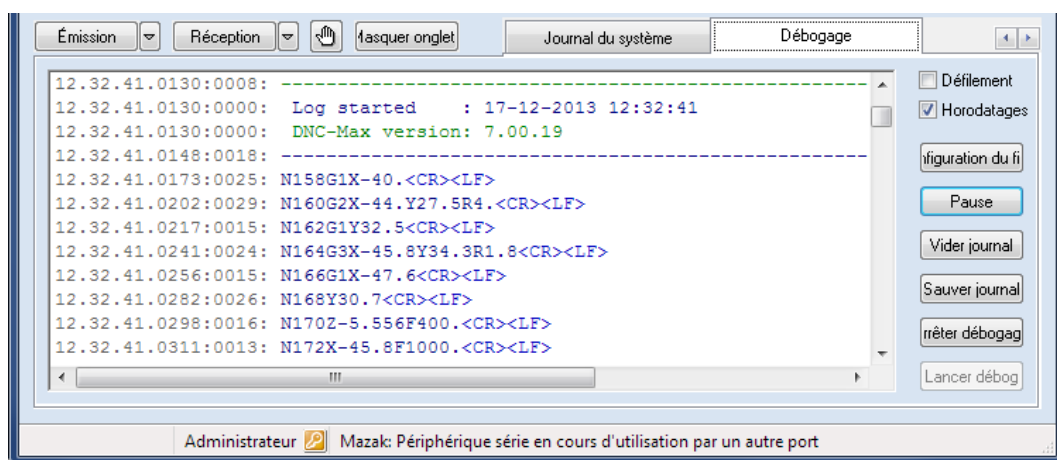 Émission Réception Masquer onglet Journal du système Débogage
12.32.41.0130:0008: ----------------------------------------------------
12.32.41.0130:0000:  Log started    : 17-12-2013 12:32:41
12.32.41.0130:0000:  DNC-Max version: 7.00.19
12.32.41.0148:0018: ----------------------------------------------------
12.32.41.0173:0025: N158G1X-40.<CR><LF>
12.32.41.0202:0029: N160G2X-44.Y27.5R4.<CR><LF>
12.32.41.0217:0015: N162G1Y32.5<CR><LF>
12.32.41.0241:0024: N164G3X-45.8Y34.3R1.8<CR><LF>
12.32.41.0256:0015: N166G1X-47.6<CR><LF>
12.32.41.0282:0026: N168Y30.7<CR><LF>
12.32.41.0298:0016: N170Z-5.556F400.<CR><LF>
12.32.41.0311:0013: N172X-45.8F1000.<CR><LF>
Défilement
Horodatages
nfiguration du fi
Pause
Vider journal
Sauver journal
rrêter débogag
Lancer débog
Administrateur Mazak: Périphérique série en cours d'utilisation par un autre port